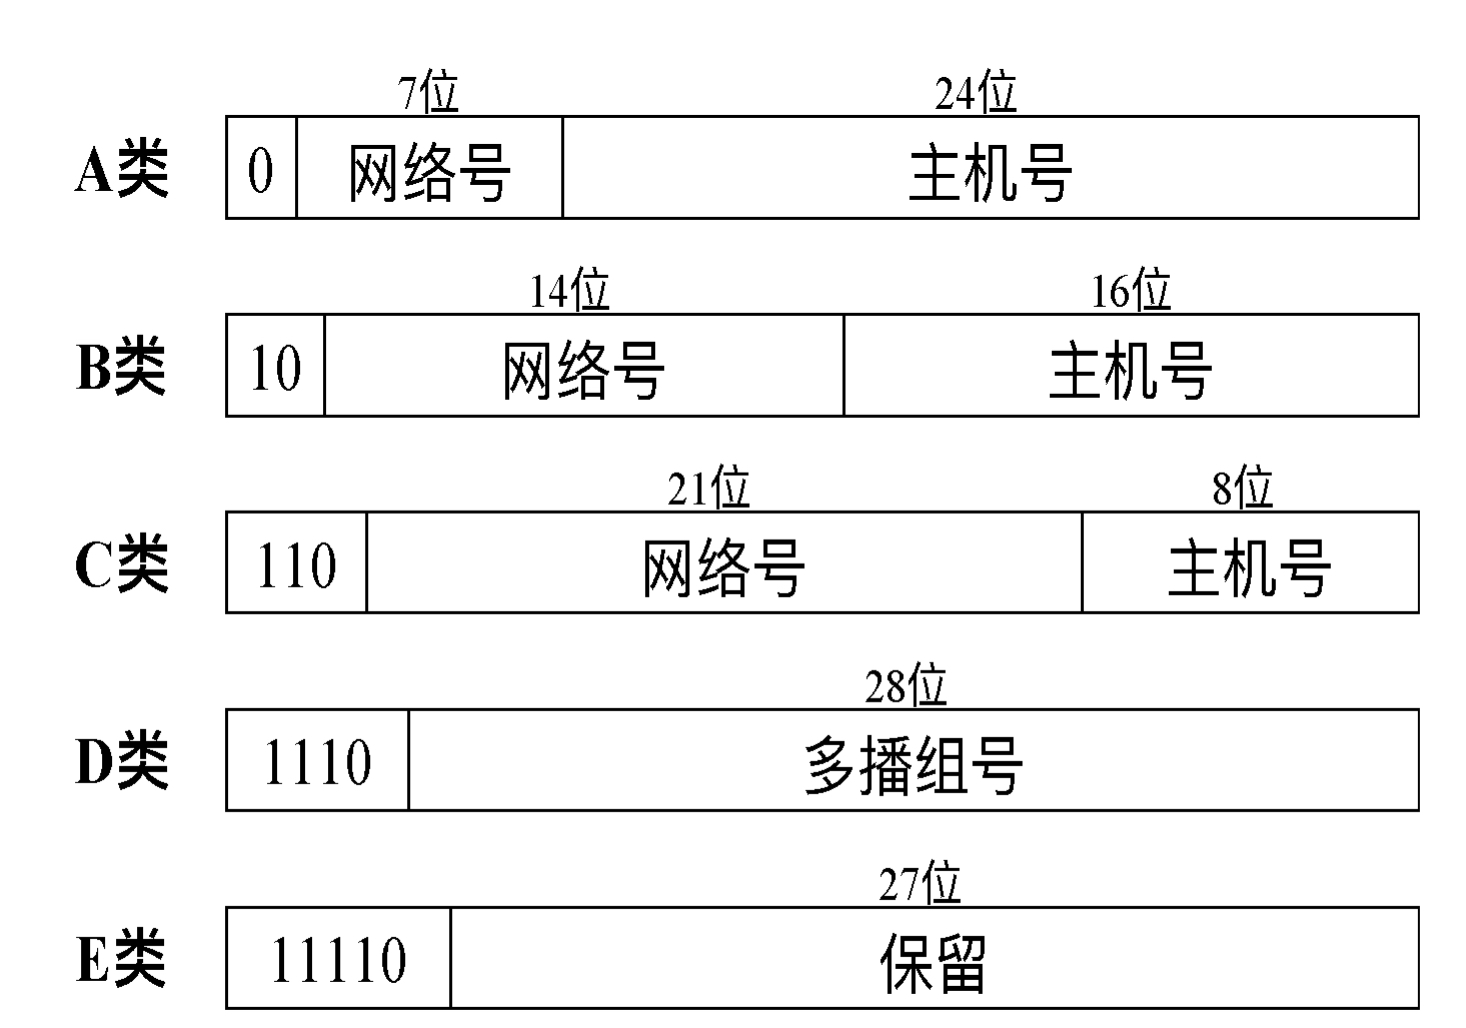 7位 24位
A类 0 网络号 主机号
14位 16位
B类 10 网络号 主机号
21位 8位
C类 110 网络号 主机号
28位
D类 1110 多播组号
27位
E类 11110 保留